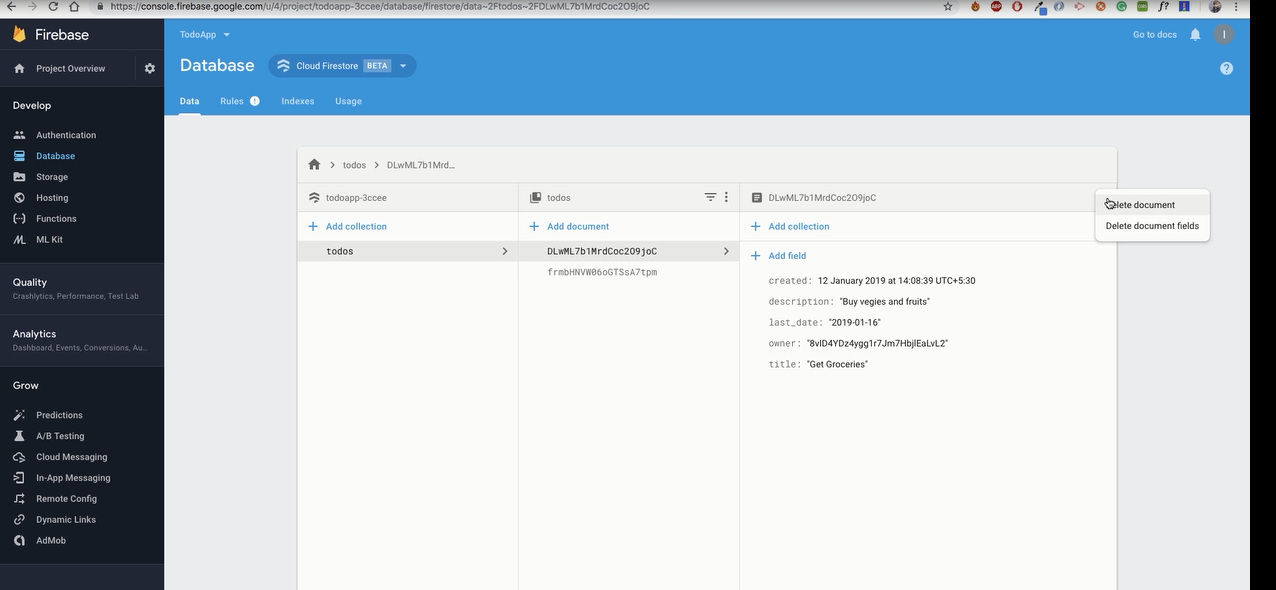 https://console.firebase.google.com/u/4/project/todoapp-3ccee/database/firestore/data~2Ftodos~2FDLwML7b1MrdCoc2O9joC
Firebase
TodoApp
Go to docs
I
Project Overview
Database
Cloud Firestore BETA
Data
Rules
Indexes
Usage
Develop
Authentication
Database
Storage
Hosting
Functions
ML Kit
Quality
Crashlytics, Performance, Test Lab
Analytics
Dashboard, Events, Conversions, Au...
Grow
Predictions
A/B Testing
Cloud Messaging
In-App Messaging
Remote Config
Dynamic Links
AdMob
todos
DLwML7b1Mrd...
todoapp-3ccee
todos
DLwML7b1MrdCoc2O9joC
Add collection
Add document
Add collection
todos
DLwML7b1MrdCoc2O9joC
frmbHNVW06oGTSsA7tpm
Add field
created: 12 January 2019 at 14:08:39 UTC+5:30
description: "Buy vegies and fruits"
last_date: "2019-01-16"
owner: "8vlD4YDz4ygg1r7Jm7HbjlEaLvL2"
title: "Get Groceries"
document
Delete document fields